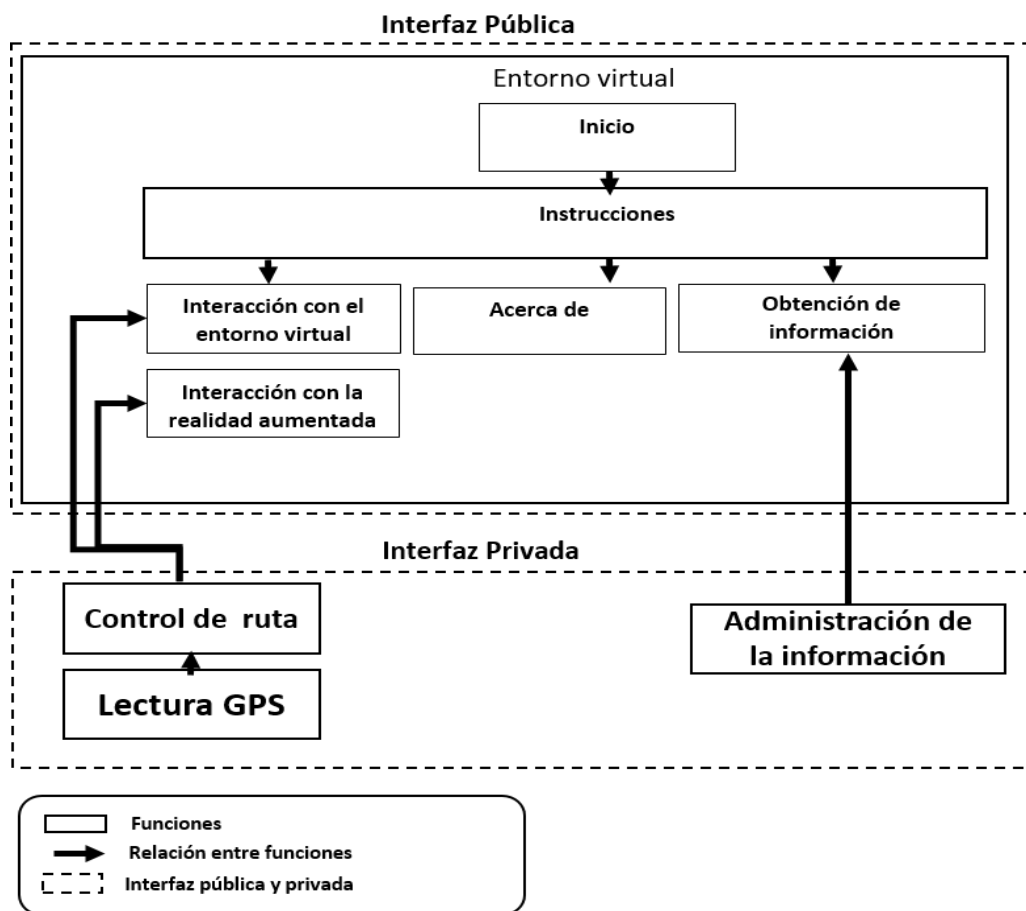 Interfaz Pública
Entorno virtual
Inicio
Instrucciones
Interacción con el
entorno virtual
Acerca de
Obtención de
información
Interacción con la
realidad aumentada
Interfaz Privada
Control de ruta
Administración de
la información
Lectura GPS
Funciones
Relación entre funciones
Interfaz pública y privada